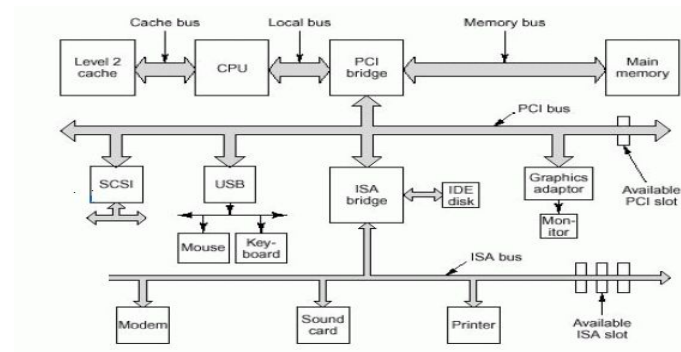 Cache bus
Local bus
Memory bus
Level 2
cache
CPU
PCI
bridge
Main
memory
PCI bus
SCSI
USB
ISA
bridge
IDE
disk
Graphics
adaptor
Available
PCI slot
Mouse
Key-
board
Mon-
itor
ISA bus
Modem
Sound
card
Printer
Available
ISA slot